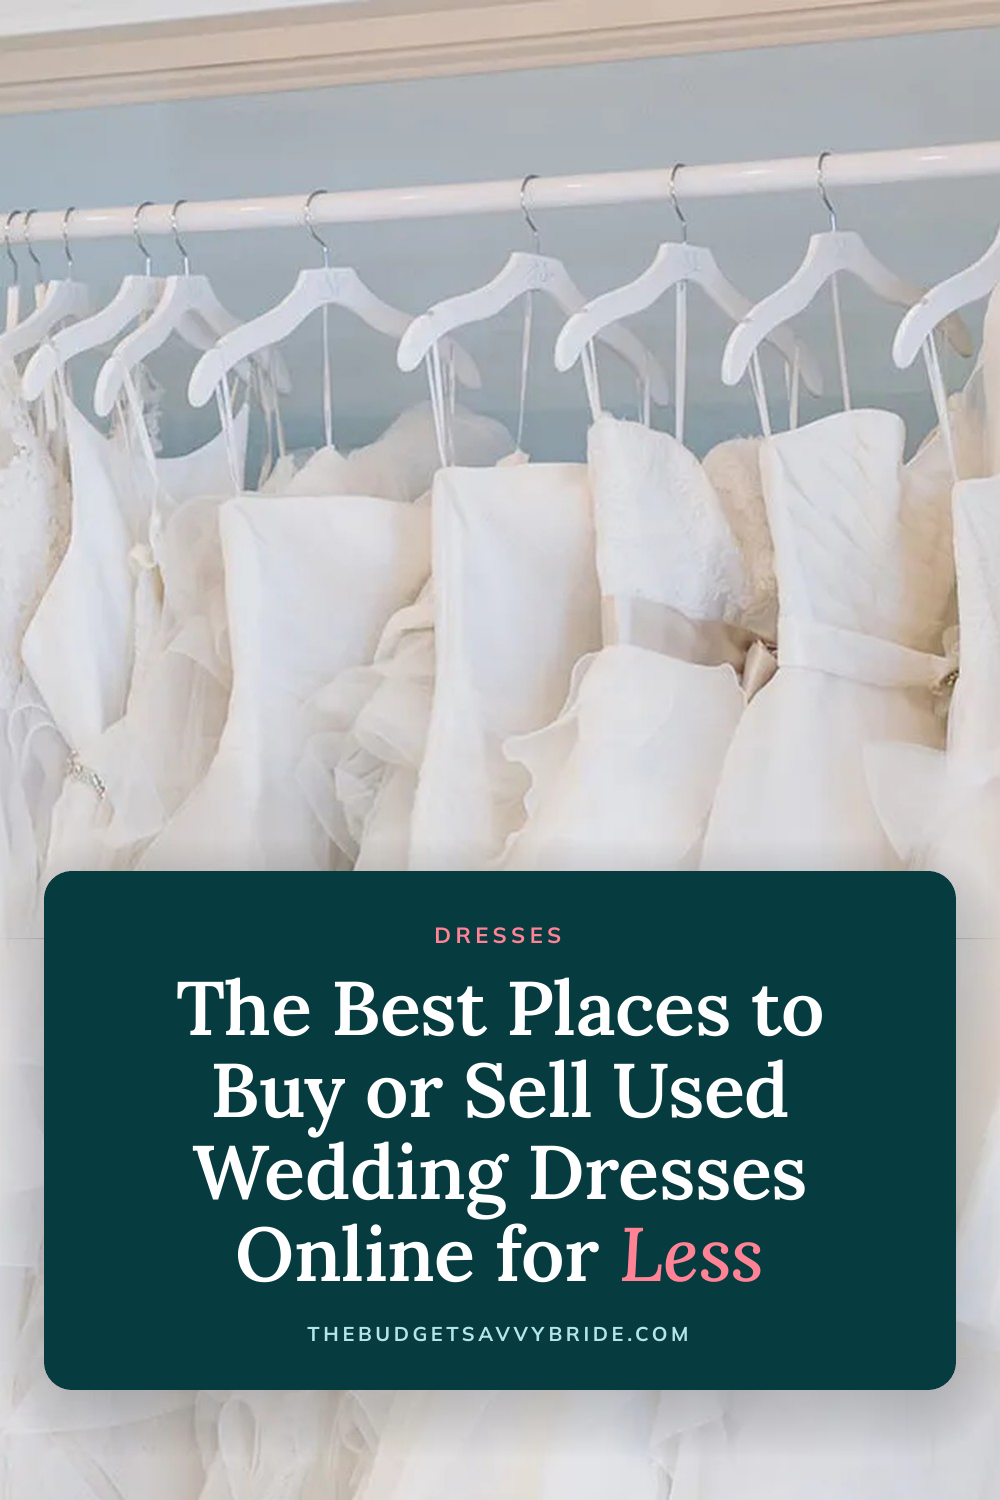 DRESSES
The Best Places to
Buy or Sell Used
Wedding Dresses
Online for Less
THEBUDGETSAVVYBRIDE.COM